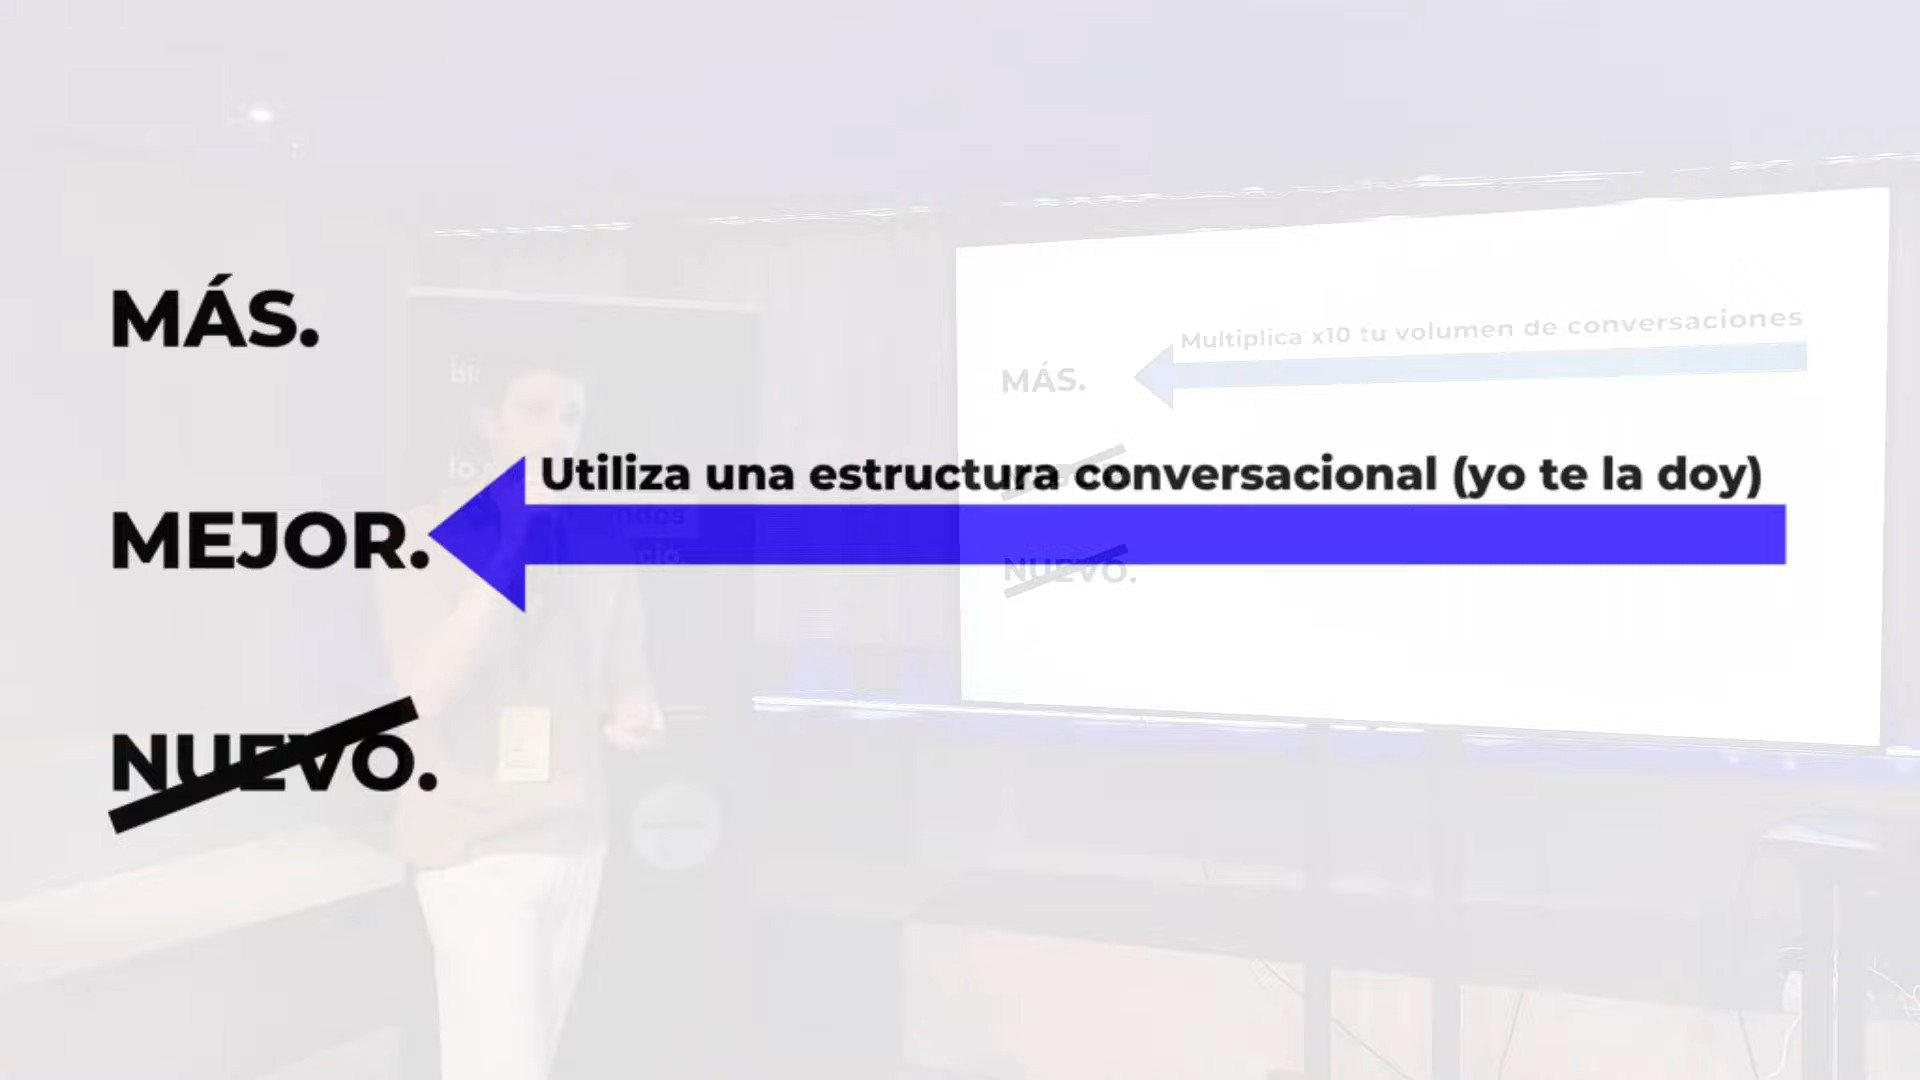 MÁS.
Utiliza una estructura conversacional (yo te la doy)
MEJOR.
NUEVO.
Multiplica x10 tu volumen de conversaciones
MÁS.
NUEVO.